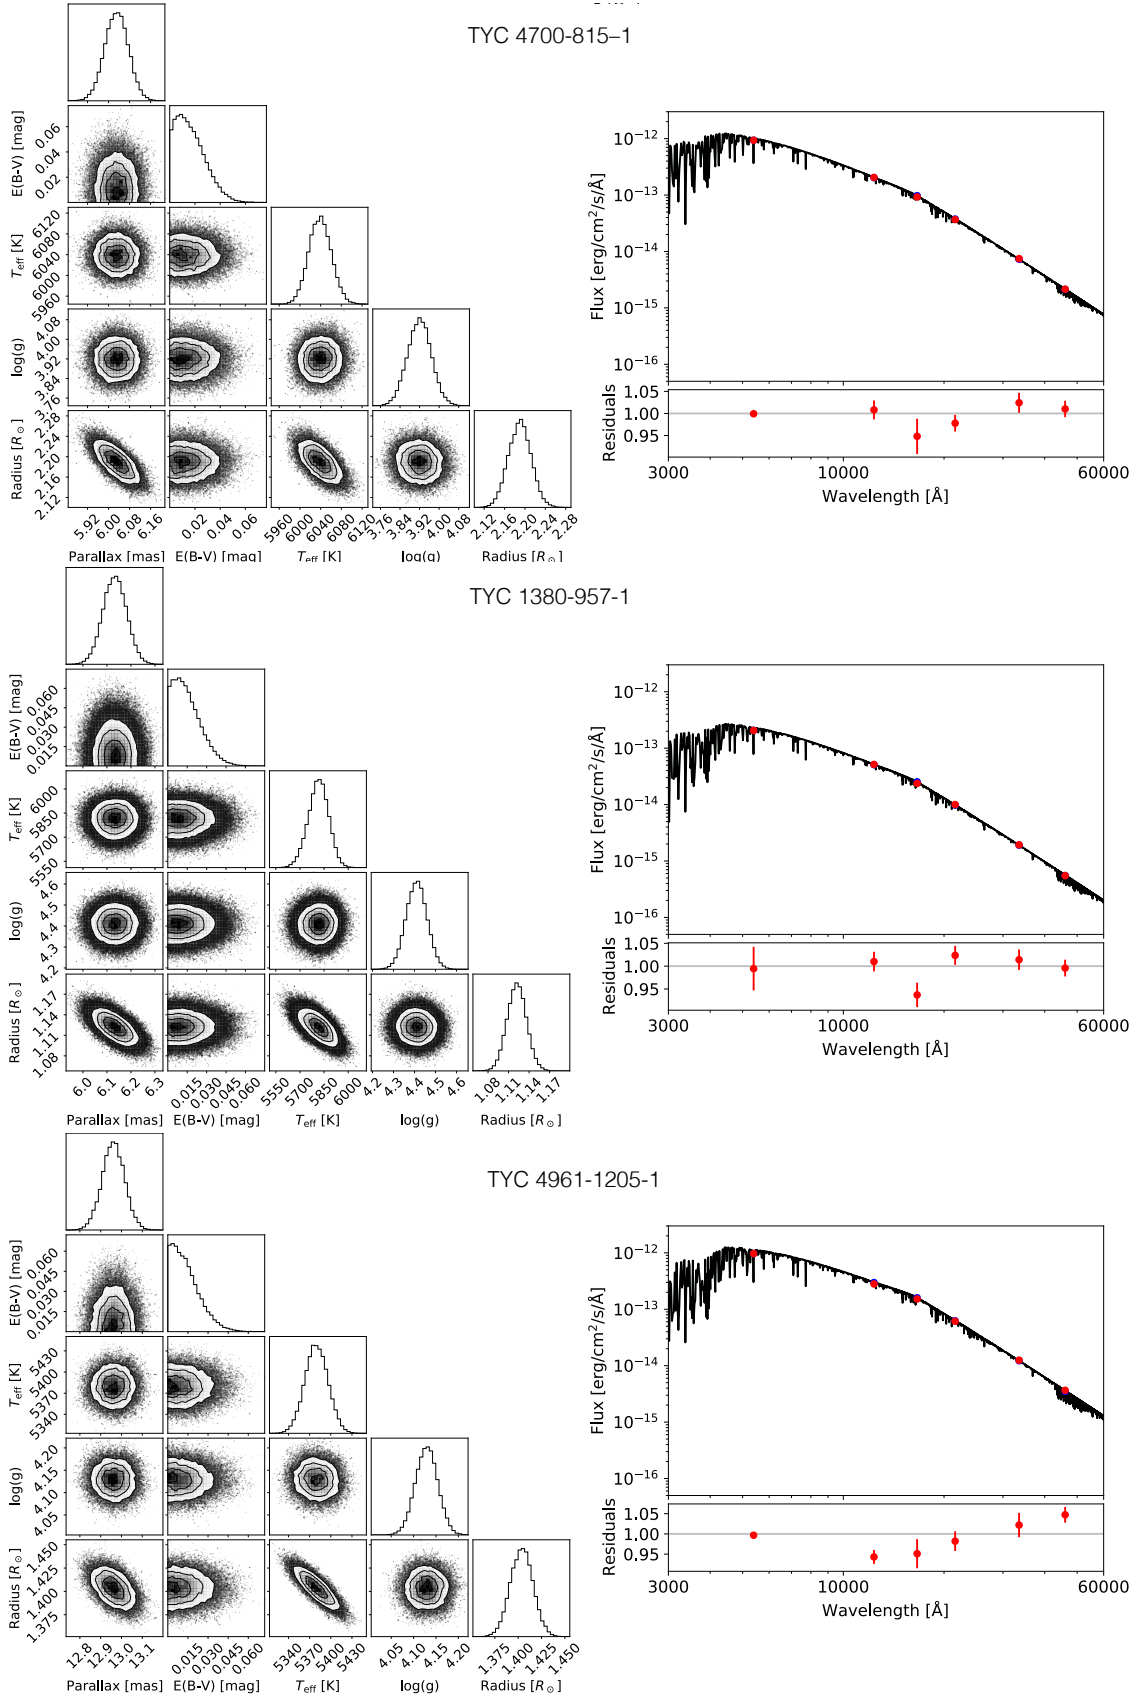 TYC 4700-815–1
E(B-V) [mag]
0.06
0.04
0.02
T_eff [K]
6120
6080
6040
6000
5960
log(g)
4.08
4.00
3.92
3.84
3.76
Radius [R⊙]
2.28
2.24
2.20
2.16
2.12
5.92 6.00 6.08 6.16
0.02 0.04 0.06
5960 6000 6040 6080 6120
3.76 3.84 3.92 4.00 4.08
2.12 2.16 2.20 2.24 2.28
Parallax [mas] E(B-V) [mag] T_eff [K] log(g) Radius [R⊙]
Flux [erg/cm²/s/Å]
10⁻¹²
10⁻¹³
10⁻¹⁴
10⁻¹⁵
10⁻¹⁶
Residuals
1.05
1.00
0.95
3000 10000 60000
Wavelength [Å]
TYC 1380-957-1
E(B-V) [mag]
0.060
0.045
0.030
0.015
T_eff [K]
6000
5850
5700
5550
log(g)
4.6
4.5
4.4
4.3
4.2
Radius [R⊙]
1.17
1.14
1.11
1.08
6.0 6.1 6.2 6.3
0.015 0.030 0.045 0.060
5550 5700 5850 6000
4.2 4.3 4.4 4.5 4.6
1.08 1.11 1.14 1.17
Parallax [mas] E(B-V) [mag] T_eff [K] log(g) Radius [R⊙]
Flux [erg/cm²/s/Å]
10⁻¹²
10⁻¹³
10⁻¹⁴
10⁻¹⁵
10⁻¹⁶
Residuals
1.05
1.00
0.95
3000 10000 60000
Wavelength [Å]
TYC 4961-1205-1
E(B-V) [mag]
0.060
0.045
0.030
0.015
T_eff [K]
5430
5400
5370
5340
log(g)
4.20
4.15
4.10
4.05
Radius [R⊙]
1.450
1.425
1.400
1.375
12.8 12.9 13.0 13.1
0.015 0.030 0.045 0.060
5340 5370 5400 5430
4.05 4.10 4.15 4.20
1.375 1.400 1.425 1.450
Parallax [mas] E(B-V) [mag] T_eff [K] log(g) Radius [R⊙]
Flux [erg/cm²/s/Å]
10⁻¹²
10⁻¹³
10⁻¹⁴
10⁻¹⁵
10⁻¹⁶
Residuals
1.05
1.00
0.95
3000 10000 60000
Wavelength [Å]